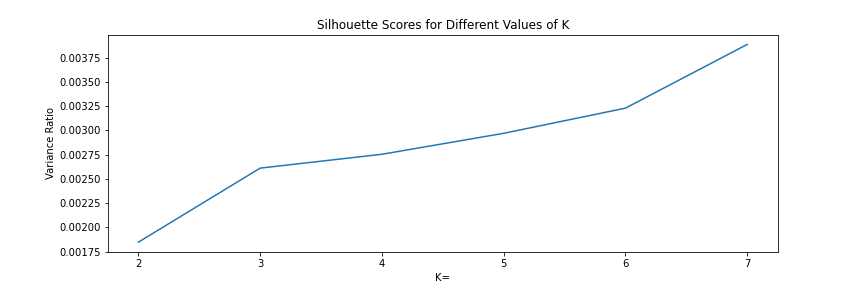 Silhouette Scores for Different Values of K
Variance Ratio
0.00375
0.00350
0.00325
0.00300
0.00275
0.00250
0.00225
0.00200
0.00175
2 3 4 5 6 7
K=